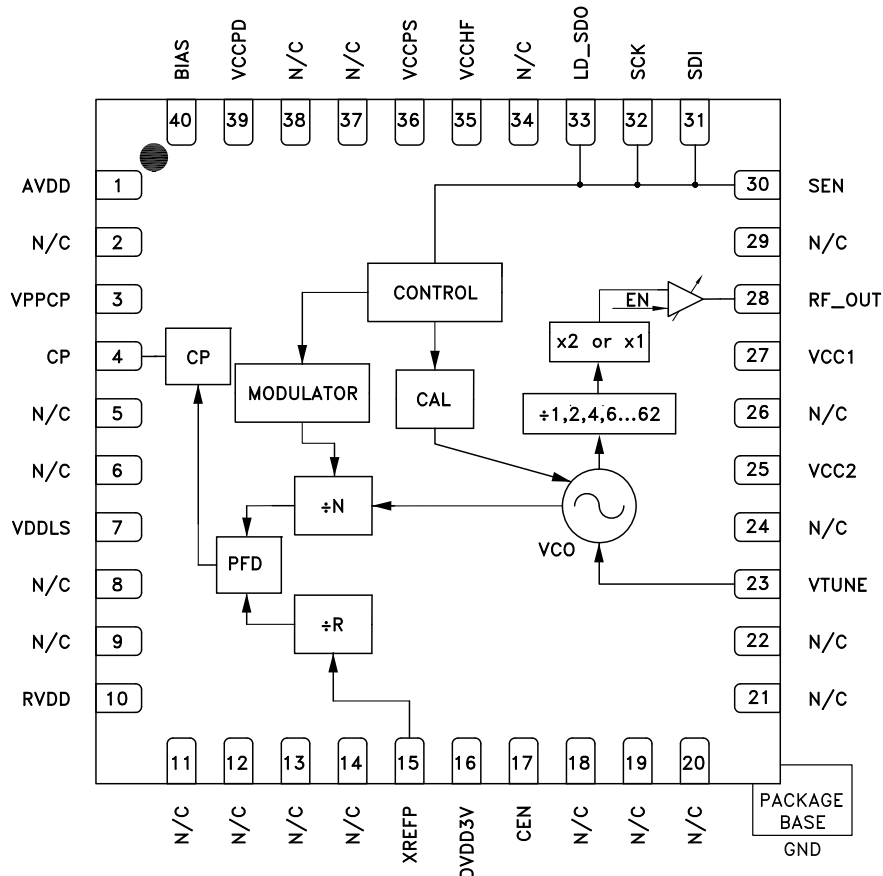 BIAS
VCCPD
N/C
N/C
VCCPS
VCCHF
N/C
LD_SDO
SCK
SDI
40
39
38
37
36
35
34
33
32
31
AVDD 1
30 SEN
N/C 2
29 N/C
VPPCP 3
28 RF_OUT
CONTROL
EN
CP 4
CP
x2 or x1
27 VCC1
MODULATOR
CAL
÷1,2,4,6...62
N/C 5
26 N/C
N/C 6
25 VCC2
÷N
VCO
VDDLS 7
24 N/C
PFD
N/C 8
23 VTUNE
÷R
N/C 9
22 N/C
RVDD 10
21 N/C
11
12
13
14
15
16
17
18
19
20
N/C
N/C
N/C
N/C
XREFP
DVDD3V
CEN
N/C
N/C
N/C
PACKAGE
BASE
GND